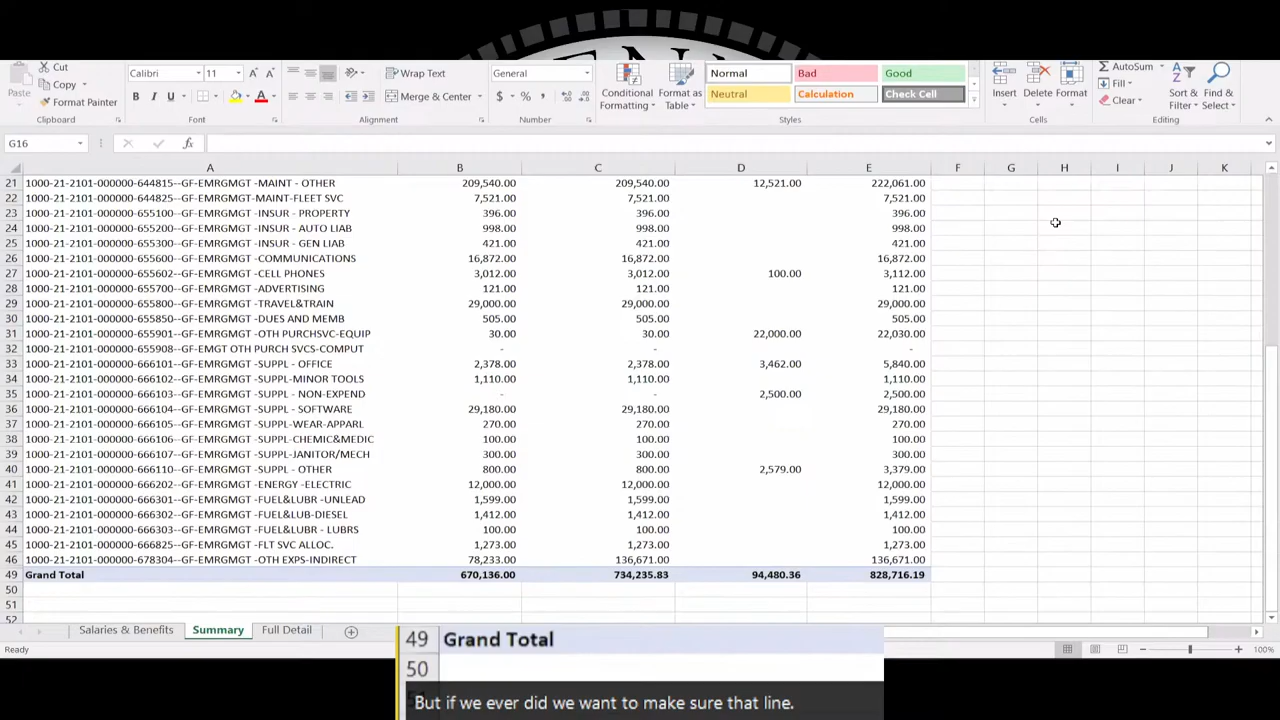 Cut
Copy
Paste
Format Painter
Clipboard
Calibri 11
B I U
Font
Wrap Text
Merge & Center
Alignment
General
$ % ,
Number
Conditional Formatting
Format as Table
Normal Bad Good
Neutral Calculation Check Cell
Styles
Insert Delete Format
Cells
AutoSum
Fill
Clear
Sort & Filter
Find & Select
Editing
G16 fx
A B C D E F G H I J K
21 1000-21-2101-000000-644815--GF-EMRGMGT -MAINT - OTHER 209,540.00 209,540.00 12,521.00 222,061.00
22 1000-21-2101-000000-644825--GF-EMRGMGT-MAINT-FLEET SVC 7,521.00 7,521.00 7,521.00
23 1000-21-2101-000000-655100--GF-EMRGMGT -INSUR - PROPERTY 396.00 396.00 396.00
24 1000-21-2101-000000-655200--GF-EMRGMGT -INSUR - AUTO LIAB 998.00 998.00 998.00
25 1000-21-2101-000000-655300--GF-EMRGMGT -INSUR - GEN LIAB 421.00 421.00 421.00
26 1000-21-2101-000000-655600--GF-EMRGMGT -COMMUNICATIONS 16,872.00 16,872.00 16,872.00
27 1000-21-2101-000000-655602--GF-EMRGMGT -CELL PHONES 3,012.00 3,012.00 100.00 3,112.00
28 1000-21-2101-000000-655700--GF-EMRGMGT -ADVERTISING 121.00 121.00 121.00
29 1000-21-2101-000000-655800--GF-EMRGMGT -TRAVEL&TRAIN 29,000.00 29,000.00 29,000.00
30 1000-21-2101-000000-655850--GF-EMRGMGT -DUES AND MEMB 505.00 505.00 505.00
31 1000-21-2101-000000-655901--GF-EMRGMGT -OTH PURCHSVC-EQUIP 30.00 30.00 22,000.00 22,030.00
32 1000-21-2101-000000-655908--GF-EMGT OTH PURCH SVCS-COMPUT - - -
33 1000-21-2101-000000-666101--GF-EMRGMGT -SUPPL - OFFICE 2,378.00 2,378.00 3,462.00 5,840.00
34 1000-21-2101-000000-666102--GF-EMRGMGT -SUPPL-MINOR TOOLS 1,110.00 1,110.00 1,110.00
35 1000-21-2101-000000-666103--GF-EMRGMGT -SUPPL - NON-EXPEND - - 2,500.00 2,500.00
36 1000-21-2101-000000-666104--GF-EMRGMGT -SUPPL - SOFTWARE 29,180.00 29,180.00 29,180.00
37 1000-21-2101-000000-666105--GF-EMRGMGT -SUPPL-WEAR-APPARL 270.00 270.00 270.00
38 1000-21-2101-000000-666106--GF-EMRGMGT -SUPPL-CHEMIC&MEDIC 100.00 100.00 100.00
39 1000-21-2101-000000-666107--GF-EMRGMGT -SUPPL-JANITOR/MECH 300.00 300.00 300.00
40 1000-21-2101-000000-666110--GF-EMRGMGT -SUPPL - OTHER 800.00 800.00 2,579.00 3,379.00
41 1000-21-2101-000000-666202--GF-EMRGMGT -ENERGY -ELECTRIC 12,000.00 12,000.00 12,000.00
42 1000-21-2101-000000-666301--GF-EMRGMGT -FUEL&LUBR -UNLEAD 1,599.00 1,599.00 1,599.00
43 1000-21-2101-000000-666302--GF-EMRGMGT -FUEL&LUB-DIESEL 1,412.00 1,412.00 1,412.00
44 1000-21-2101-000000-666303--GF-EMRGMGT -FUEL&LUBR - LUBRS 100.00 100.00 100.00
45 1000-21-2101-000000-666825--GF-EMRGMGT -FLT SVC ALLOC. 1,273.00 1,273.00 1,273.00
46 1000-21-2101-000000-678304--GF-EMRGMGT -OTH EXPS-INDIRECT 78,233.00 136,671.00 136,671.00
49 Grand Total 670,136.00 734,235.83 94,480.36 828,716.19
50
51
52
Salaries & Benefits Summary Full Detail
Ready 100%
49 Grand Total
50
But if we ever did we want to make sure that line.